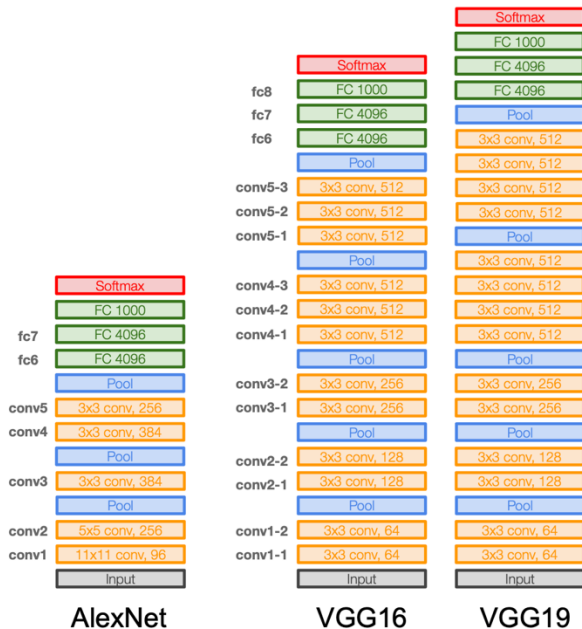 Softmax
FC 1000
fc7 FC 4096
fc6 FC 4096
Pool
conv5 3x3 conv, 256
conv4 3x3 conv, 384
Pool
conv3 3x3 conv, 384
Pool
conv2 5x5 conv, 256
conv1 11x11 conv, 96
Input
AlexNet
Softmax
fc8 FC 1000
fc7 FC 4096
fc6 FC 4096
Pool
conv5-3 3x3 conv, 512
conv5-2 3x3 conv, 512
conv5-1 3x3 conv, 512
Pool
conv4-3 3x3 conv, 512
conv4-2 3x3 conv, 512
conv4-1 3x3 conv, 512
Pool
conv3-2 3x3 conv, 256
conv3-1 3x3 conv, 256
Pool
conv2-2 3x3 conv, 128
conv2-1 3x3 conv, 128
Pool
conv1-2 3x3 conv, 64
conv1-1 3x3 conv, 64
Input
VGG16
Softmax
FC 1000
FC 4096
FC 4096
Pool
3x3 conv, 512
3x3 conv, 512
3x3 conv, 512
3x3 conv, 512
Pool
3x3 conv, 512
3x3 conv, 512
3x3 conv, 512
3x3 conv, 512
Pool
3x3 conv, 256
3x3 conv, 256
Pool
3x3 conv, 128
3x3 conv, 128
Pool
3x3 conv, 64
3x3 conv, 64
Input
VGG19